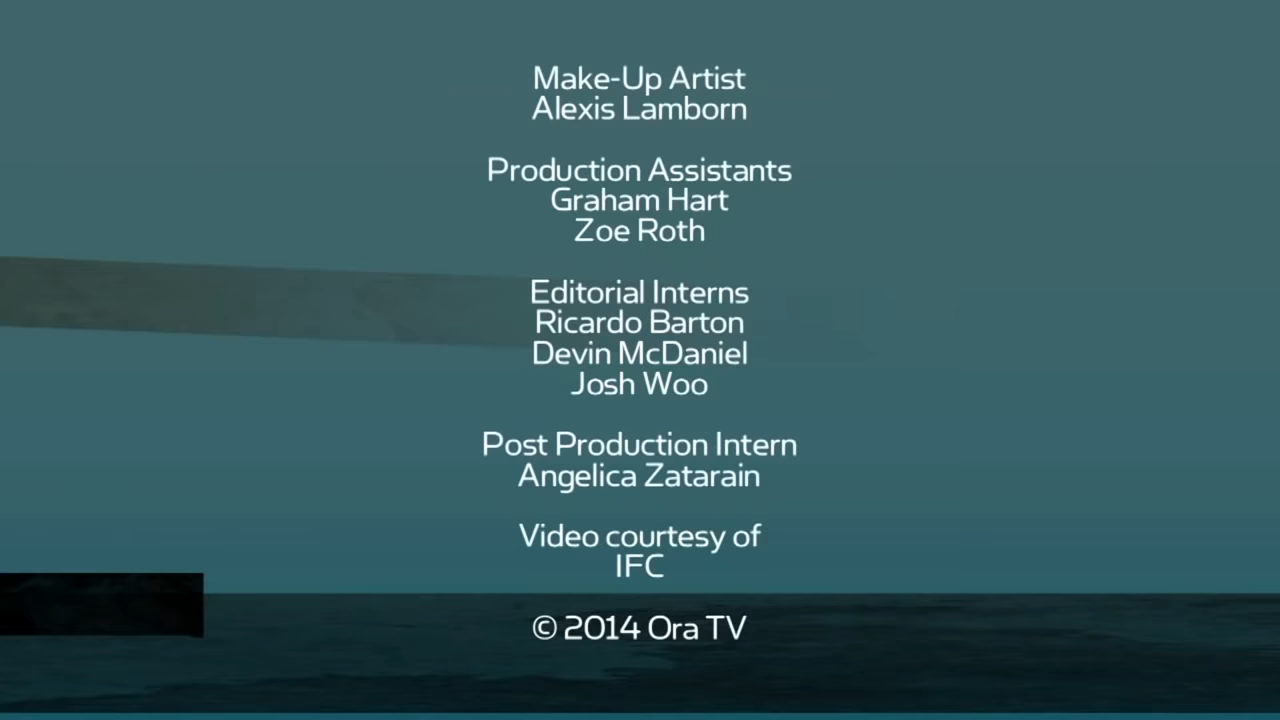 Make-Up Artist
Alexis Lamborn
Production Assistants
Graham Hart
Zoe Roth
Editorial Interns
Ricardo Barton
Devin McDaniel
Josh Woo
Post Production Intern
Angelica Zatarain
Video courtesy of
IFC
© 2014 Ora TV